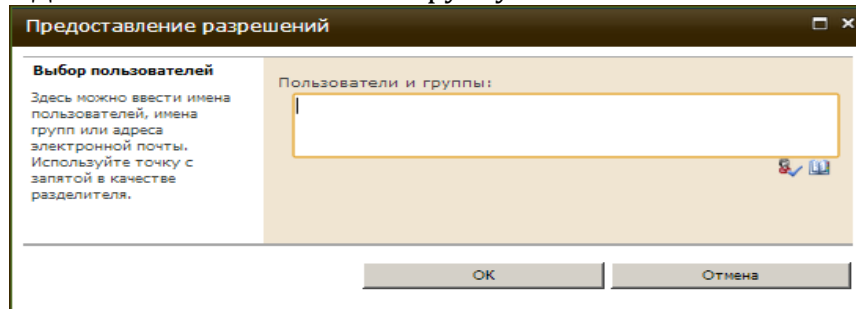 Предоставление разрешений
Выбор пользователей
Здесь можно ввести имена
пользователей, имена
групп или адреса
электронной почты.
Используйте точку с
запятой в качестве
разделителя.
Пользователи и группы:
ОК
Отмена